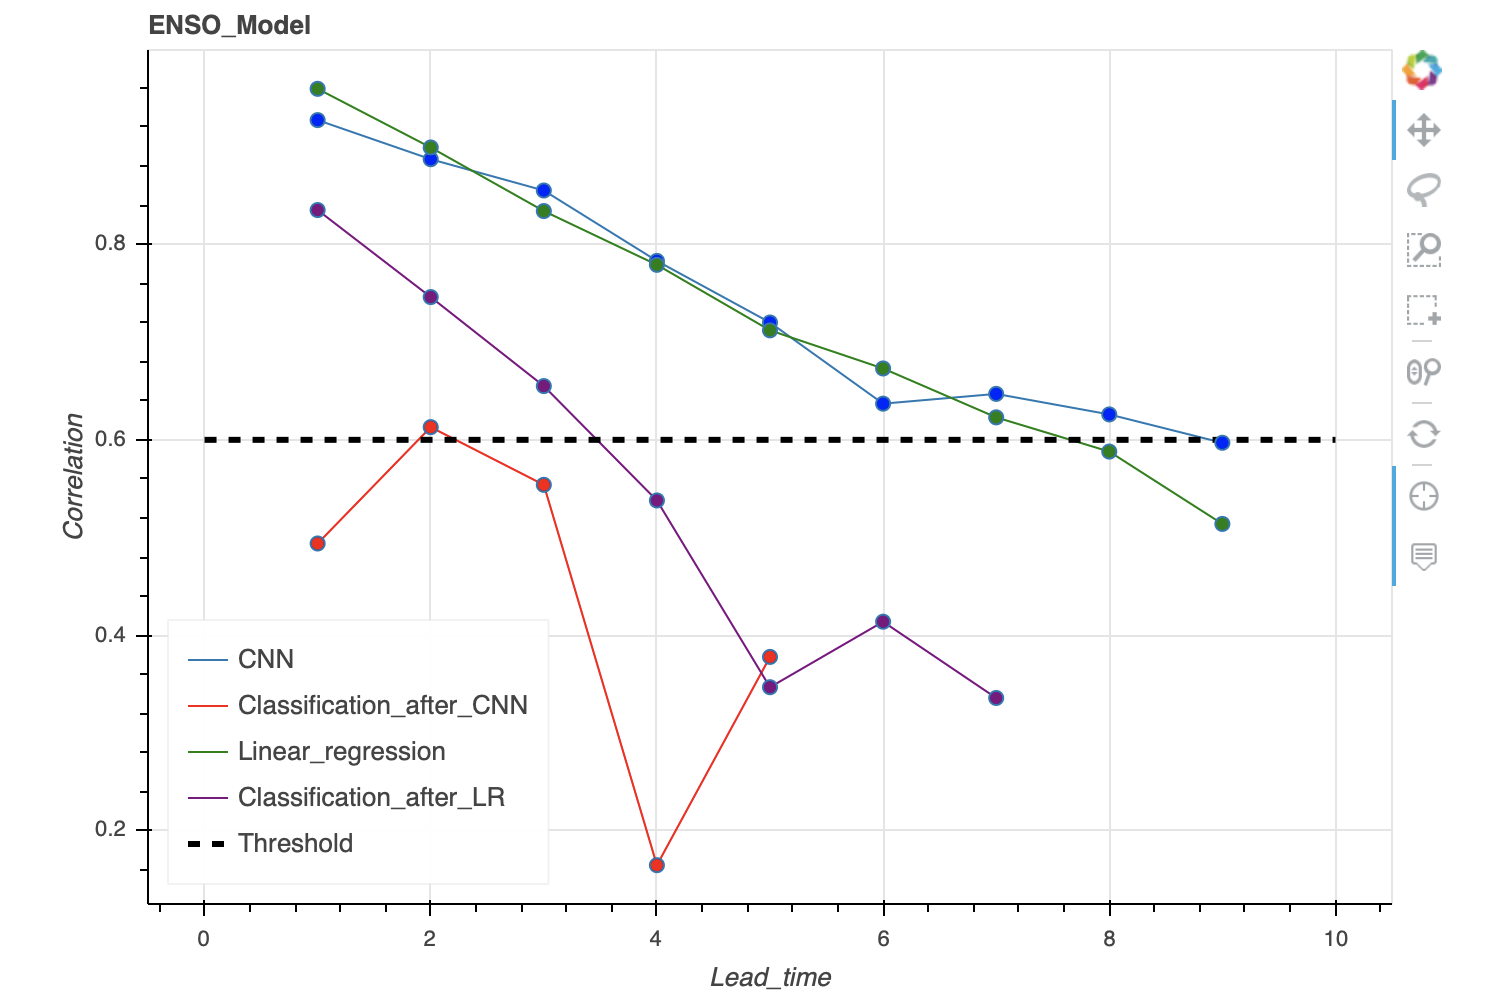 ENSO_Model
0.8
0.6
0.4
0.2
Correlation
CNN
Classification_after_CNN
Linear_regression
Classification_after_LR
Threshold
0 2 4 6 8 10
Lead_time